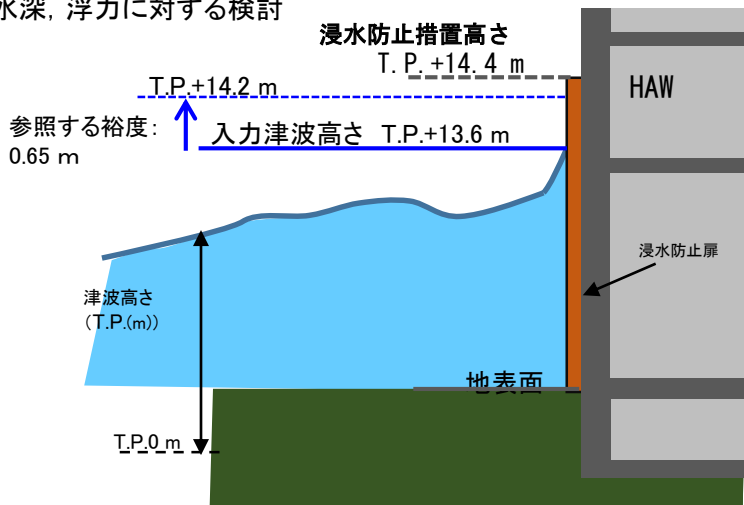 水深，浮力に対する検討
浸水防止措置高さ
T.P.+14.4 m
T.P.+14.2 m
HAW
参照する裕度：
0.65 m
入力津波高さ T.P.+13.6 m
浸水防止扉
津波高さ
（T.P.(m)）
地表面
T.P.0 m